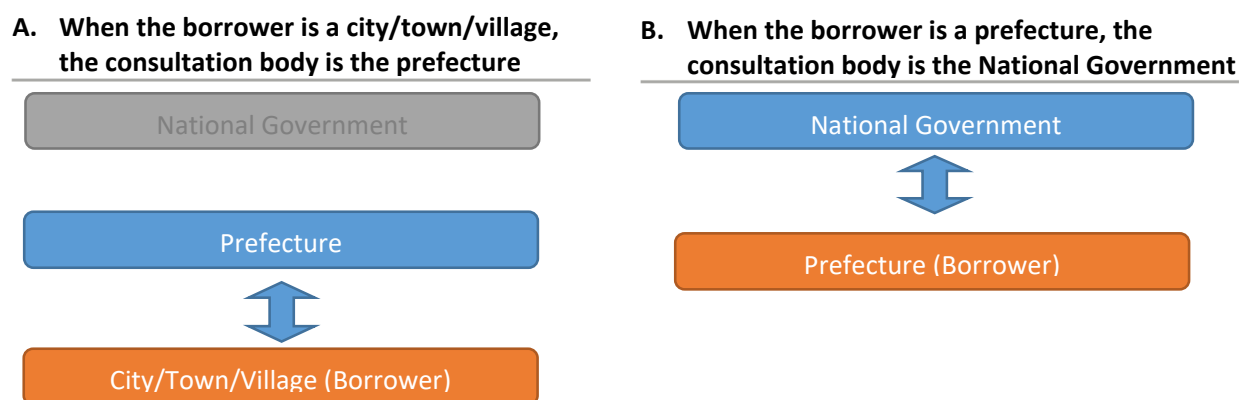 A. When the borrower is a city/town/village,
the consultation body is the prefecture
National Government
Prefecture
City/Town/Village (Borrower)
B. When the borrower is a prefecture, the
consultation body is the National Government
National Government
Prefecture (Borrower)